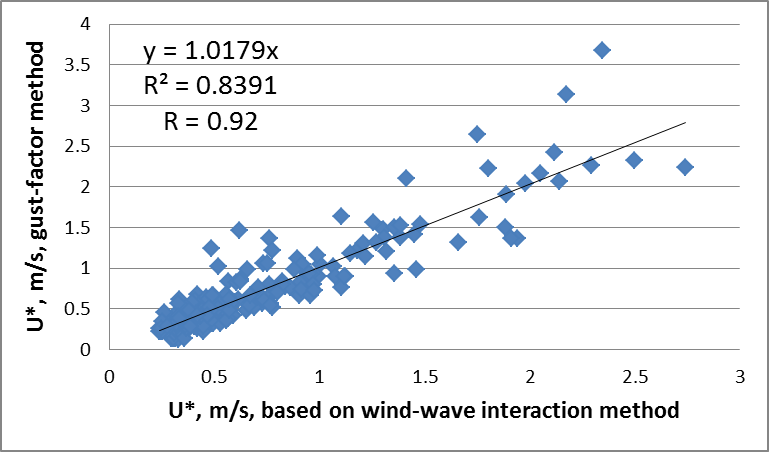 y = 1.0179x
R² = 0.8391
R = 0.92
U*, m/s, gust-factor method
4
3.5
3
2.5
2
1.5
1
0.5
0
0 0.5 1 1.5 2 2.5 3
U*, m/s, based on wind-wave interaction method